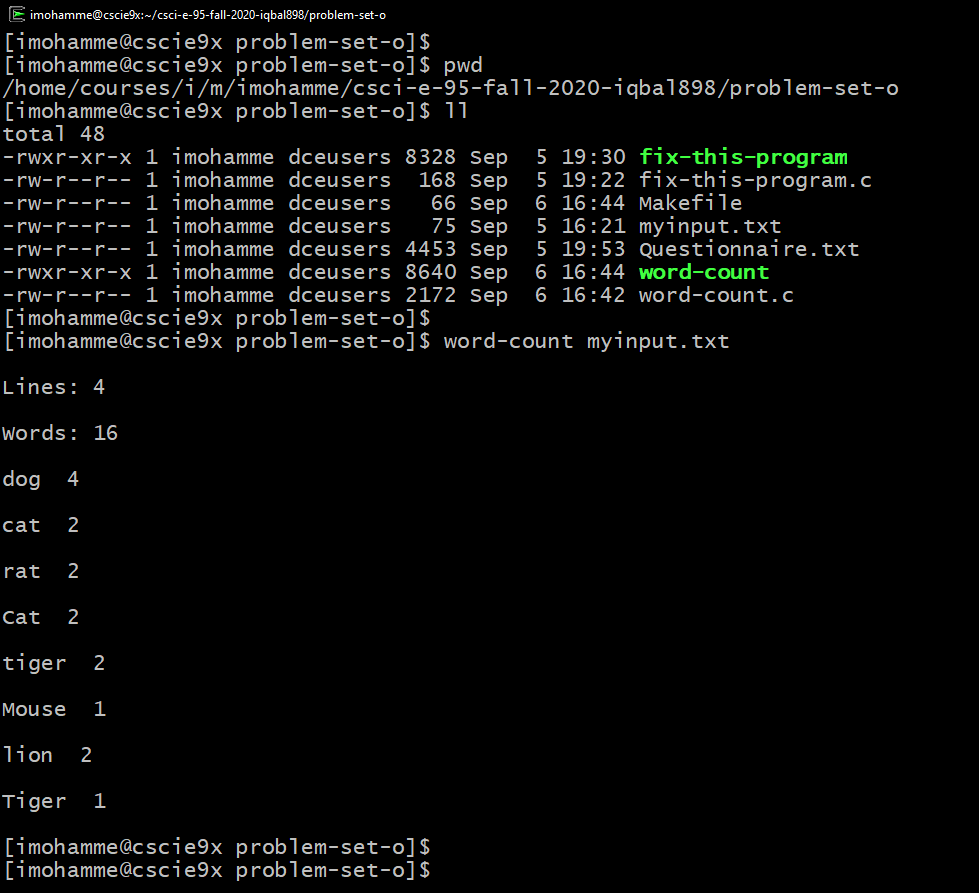 imohamme@cscie9x:~/csci-e-95-fall-2020-iqbal898/problem-set-o
[imohamme@cscie9x problem-set-o]$
[imohamme@cscie9x problem-set-o]$ pwd
/home/courses/i/m/imohamme/csci-e-95-fall-2020-iqbal898/problem-set-o
[imohamme@cscie9x problem-set-o]$ ll
total 48
-rwxr-xr-x 1 imohamme dceusers 8328 Sep  5 19:30 fix-this-program
-rw-r--r-- 1 imohamme dceusers  168 Sep  5 19:22 fix-this-program.c
-rw-r--r-- 1 imohamme dceusers   66 Sep  6 16:44 Makefile
-rw-r--r-- 1 imohamme dceusers   75 Sep  5 16:21 myinput.txt
-rw-r--r-- 1 imohamme dceusers 4453 Sep  5 19:53 Questionnaire.txt
-rwxr-xr-x 1 imohamme dceusers 8640 Sep  6 16:44 word-count
-rw-r--r-- 1 imohamme dceusers 2172 Sep  6 16:42 word-count.c
[imohamme@cscie9x problem-set-o]$
[imohamme@cscie9x problem-set-o]$ word-count myinput.txt
Lines: 4
Words: 16
dog  4
cat  2
rat  2
Cat  2
tiger  2
Mouse  1
lion  2
Tiger  1
[imohamme@cscie9x problem-set-o]$
[imohamme@cscie9x problem-set-o]$